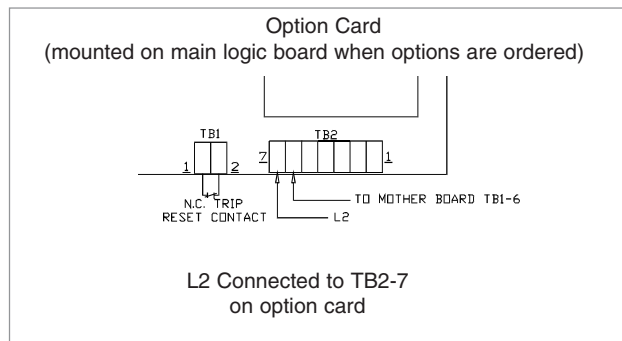 Option Card
(mounted on main logic board when options are ordered)
TB1
TB2
1
2
7
1
N.C. TRIP
RESET CONTACT
TO MOTHER BOARD TB1-6
L2
L2 Connected to TB2-7
on option card